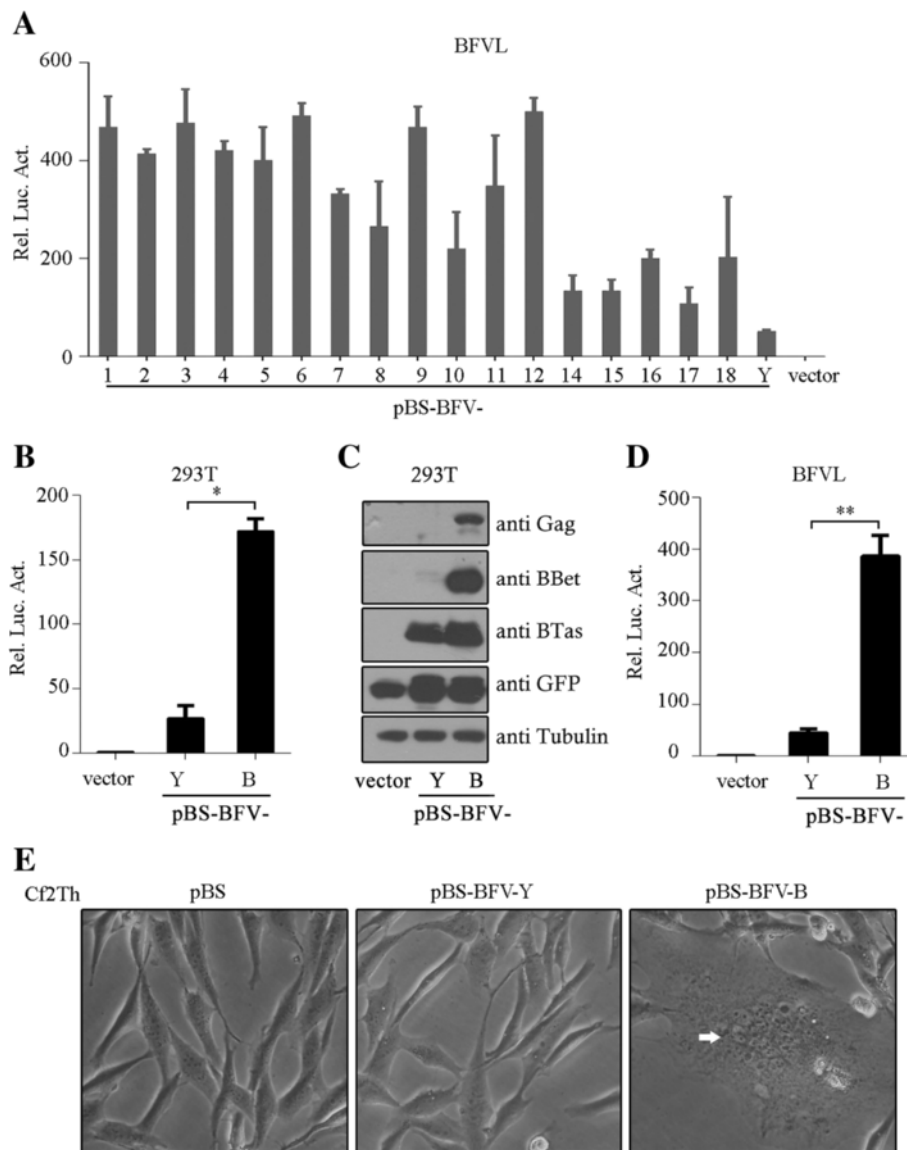 A
BFVL
Rel. Luc. Act.
600
400
200
0
1 2 3 4 5 6 7 8 9 10 11 12 14 15 16 17 18 Y vector
pBS-BFV-
B
293T
*
Rel. Luc. Act.
200
150
100
50
0
vector Y B
pBS-BFV-
C
293T
anti Gag
anti BBet
anti BTas
anti GFP
anti Tubulin
vector Y B
pBS-BFV-
D
BFVL
**
Rel. Luc. Act.
500
400
300
200
100
0
vector Y B
pBS-BFV-
E
Cf2Th pBS pBS-BFV-Y pBS-BFV-B